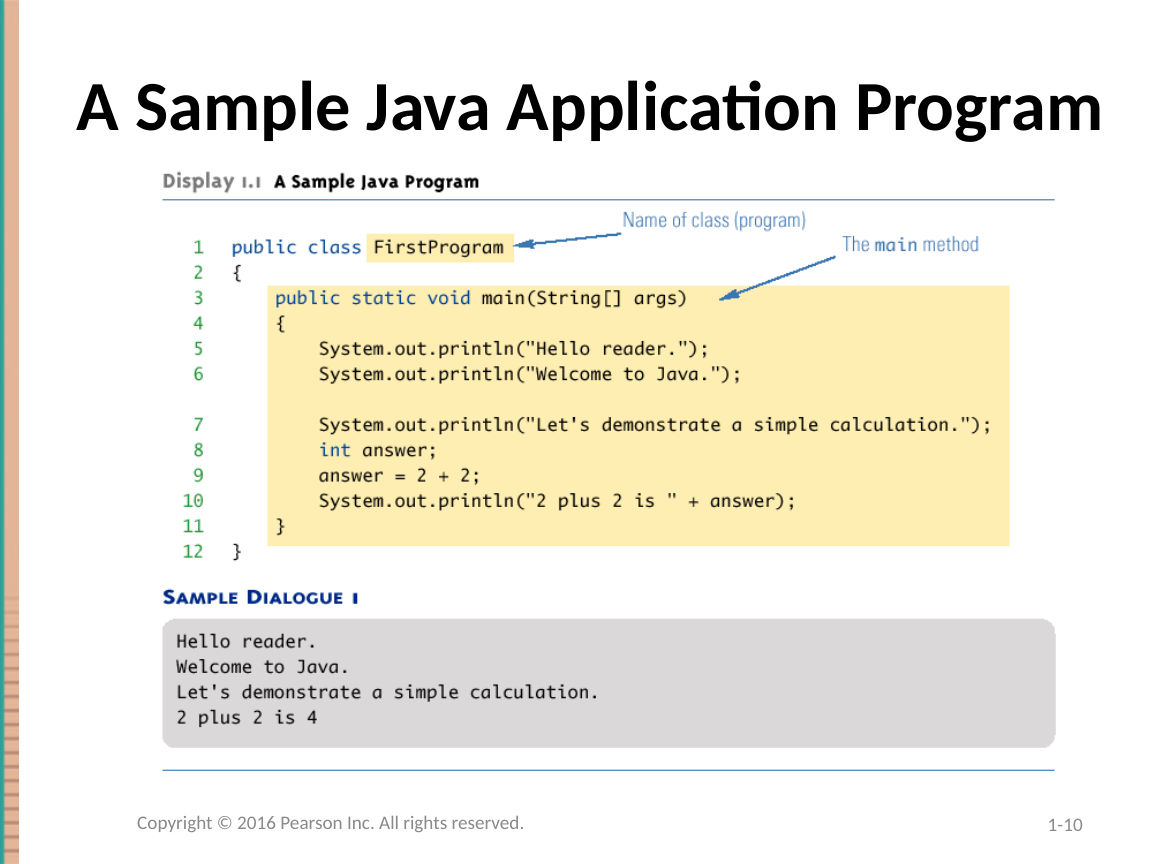 A Sample Java Application Program
Display 1.1 A Sample Java Program
Name of class (program)
The main method
1 public class FirstProgram
2 {
3     public static void main(String[] args)
4     {
5         System.out.println("Hello reader.");
6         System.out.println("Welcome to Java.");
7         System.out.println("Let's demonstrate a simple calculation.");
8         int answer;
9         answer = 2 + 2;
10         System.out.println("2 plus 2 is " + answer);
11     }
12 }
SAMPLE DIALOGUE 1
Hello reader.
Welcome to Java.
Let's demonstrate a simple calculation.
2 plus 2 is 4
Copyright © 2016 Pearson Inc. All rights reserved.
1-10